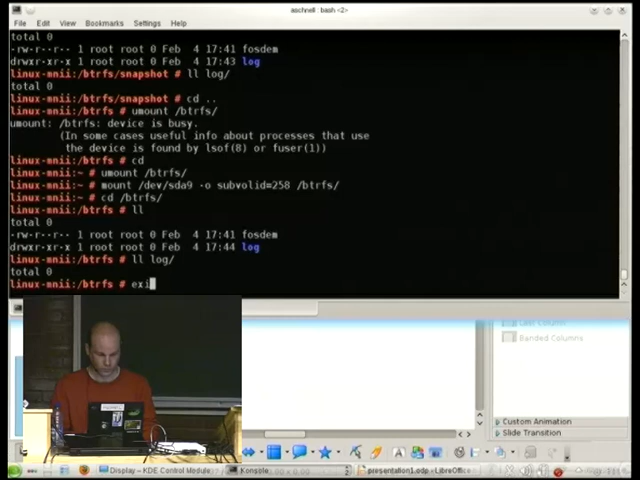 aschnell : bash <2>
File Edit View Bookmarks Settings Help
total 0
-rw-r--r-- 1 root root 0 Feb 4 17:41 fosdem
drwxr-xr-x 1 root root 0 Feb 4 17:43 log
linux-mnii:/btrfs/snapshot # ll log/
total 0
linux-mnii:/btrfs/snapshot # cd ..
linux-mnii:/btrfs # umount /btrfs/
umount: /btrfs: device is busy.
(In some cases useful info about processes that use
the device is found by lsof(8) or fuser(1))
linux-mnii:/btrfs # cd
linux-mnii:~ # umount /btrfs/
linux-mnii:~ # mount /dev/sda9 -o subvolid=258 /btrfs/
linux-mnii:~ # cd /btrfs/
linux-mnii:/btrfs # ll
total 0
-rw-r--r-- 1 root root 0 Feb 4 17:41 fosdem
drwxr-xr-x 1 root root 0 Feb 4 17:44 log
linux-mnii:/btrfs # ll log/
total 0
linux-mnii:/btrfs # exi
Last Column
Banded Columns
Custom Animation
Slide Transition
Display – KDE Control Module
Konsole
presentation1.odp - LibreOffice